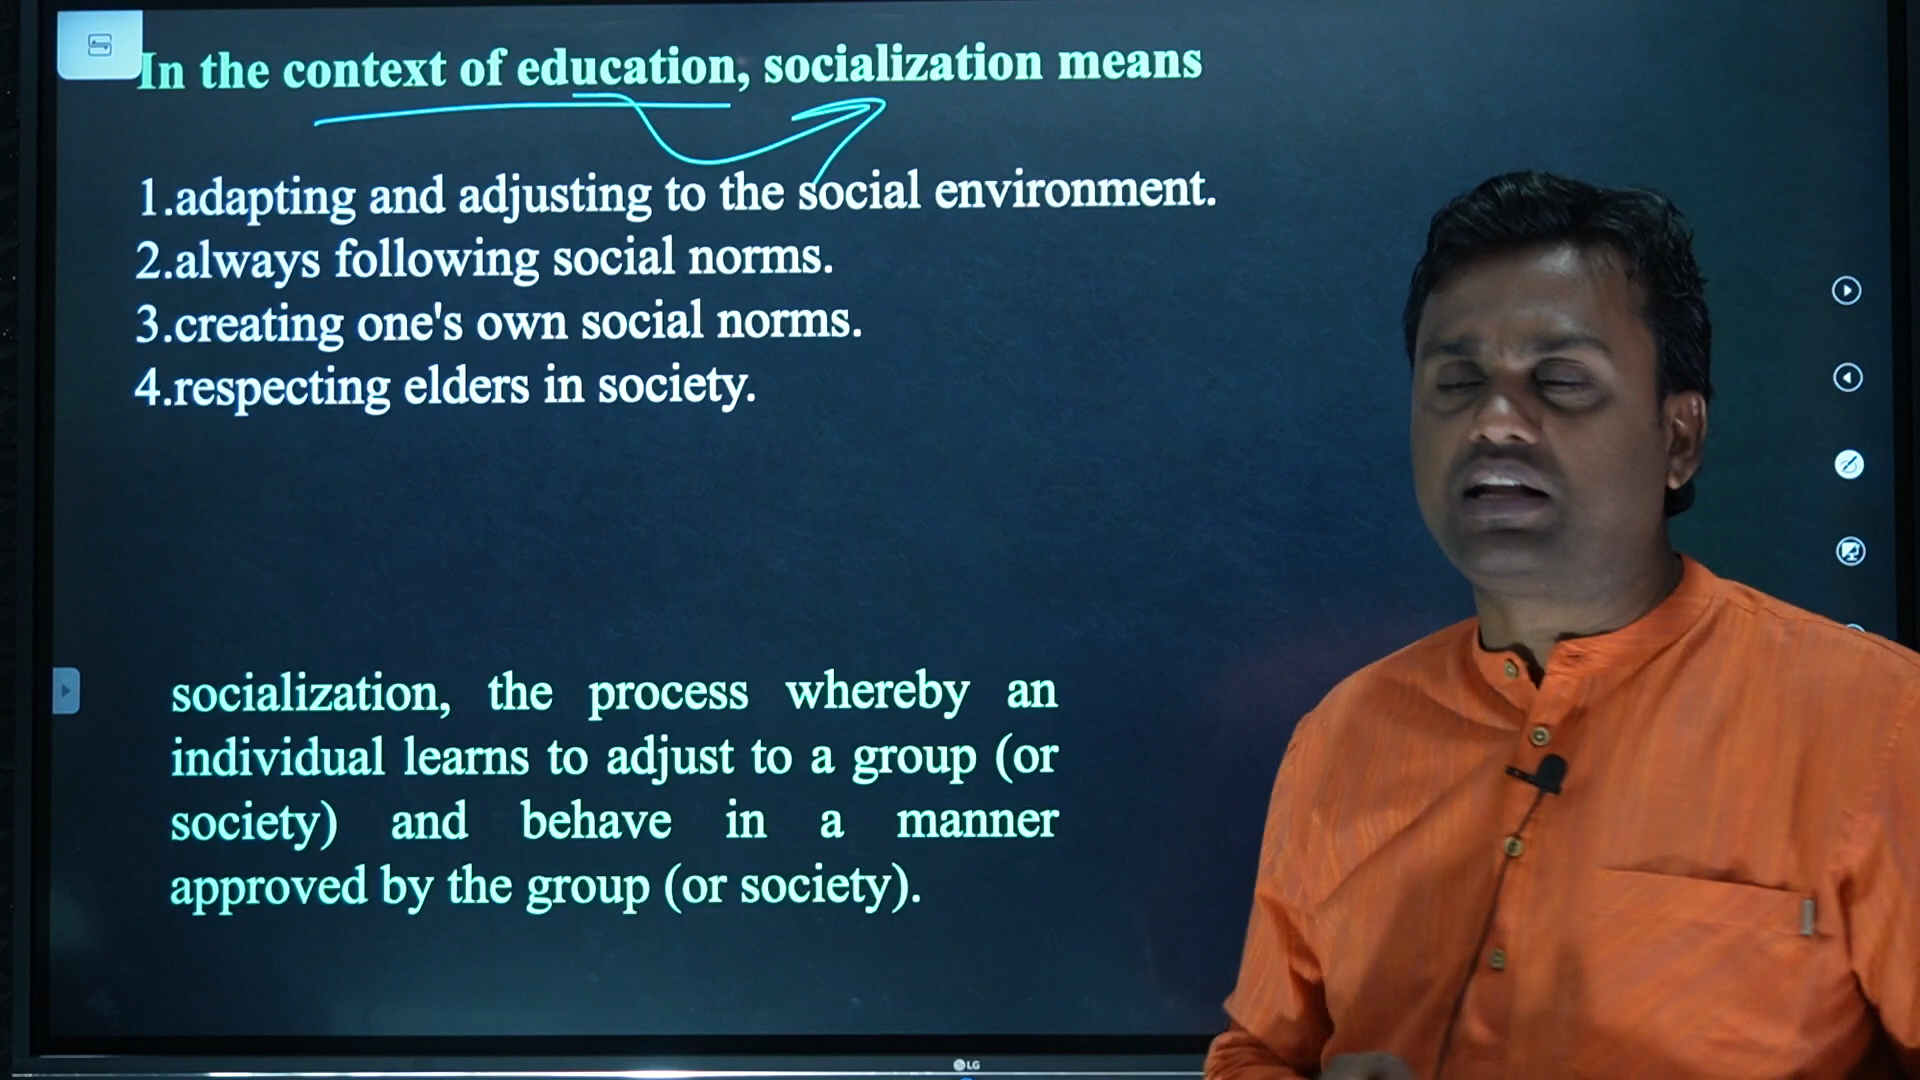 In the context of education, socialization means
1.adapting and adjusting to the social environment.
2.always following social norms.
3.creating one's own social norms.
4.respecting elders in society.
socialization, the process whereby an
individual learns to adjust to a group (or
society) and behave in a manner
approved by the group (or society).
LG